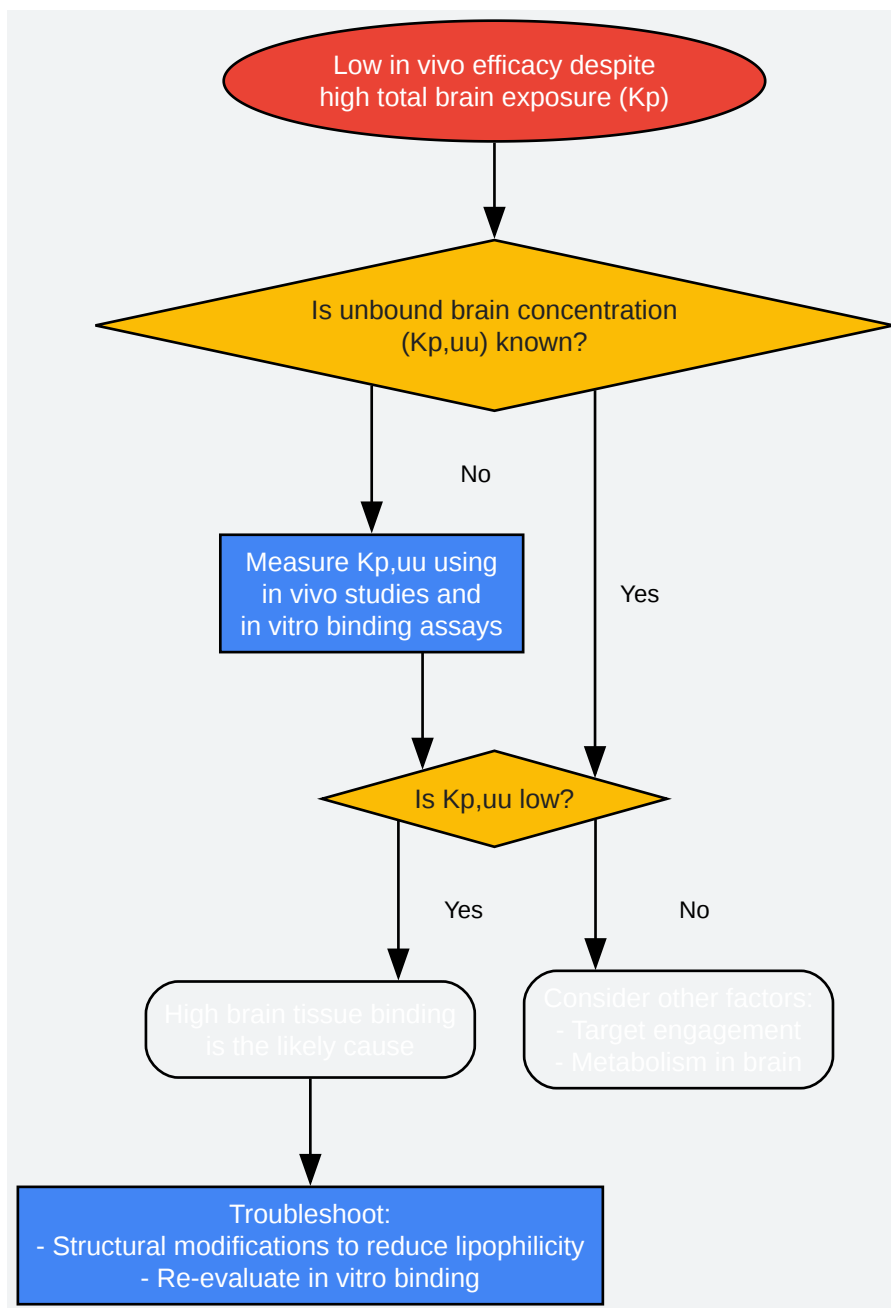 Low in vivo efficacy despite
high total brain exposure (Kp)
Is unbound brain concentration
(Kp,uu) known?
No
Measure Kp,uu using
in vivo studies and
in vitro binding assays
Yes
Is Kp,uu low?
Yes
No
High brain tissue binding
is the likely cause
Consider other factors:
- Target engagement
- Metabolism in brain
Troubleshoot:
- Structural modifications to reduce lipophilicity
- Re-evaluate in vitro binding